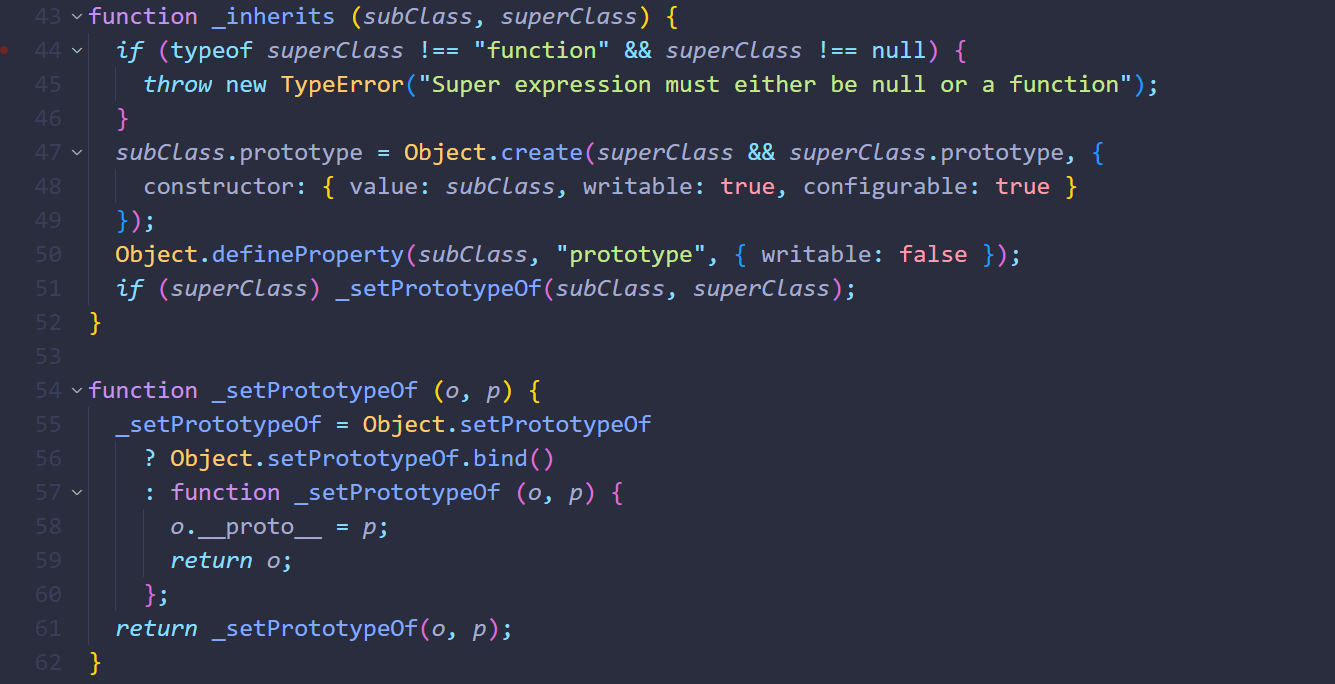 43 function _inherits (subClass, superClass) {
44 if (typeof superClass !== "function" && superClass !== null) {
45 throw new TypeError("Super expression must either be null or a function");
46 }
47 subClass.prototype = Object.create(superClass && superClass.prototype, {
48 constructor: { value: subClass, writable: true, configurable: true }
49 });
50 Object.defineProperty(subClass, "prototype", { writable: false });
51 if (superClass) _setPrototypeOf(subClass, superClass);
52 }
53
54 function _setPrototypeOf (o, p) {
55 _setPrototypeOf = Object.setPrototypeOf
56 ? Object.setPrototypeOf.bind()
57 : function _setPrototypeOf (o, p) {
58 o.__proto__ = p;
59 return o;
60 };
61 return _setPrototypeOf(o, p);
62 }